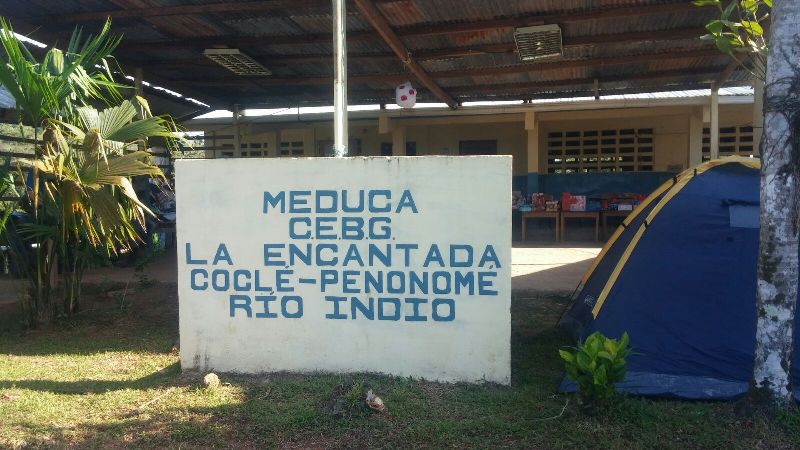 MEDUCA
C.E.B.G.
LA ENCANTADA
COCLÉ-PENONOMÉ
RÍO INDIO